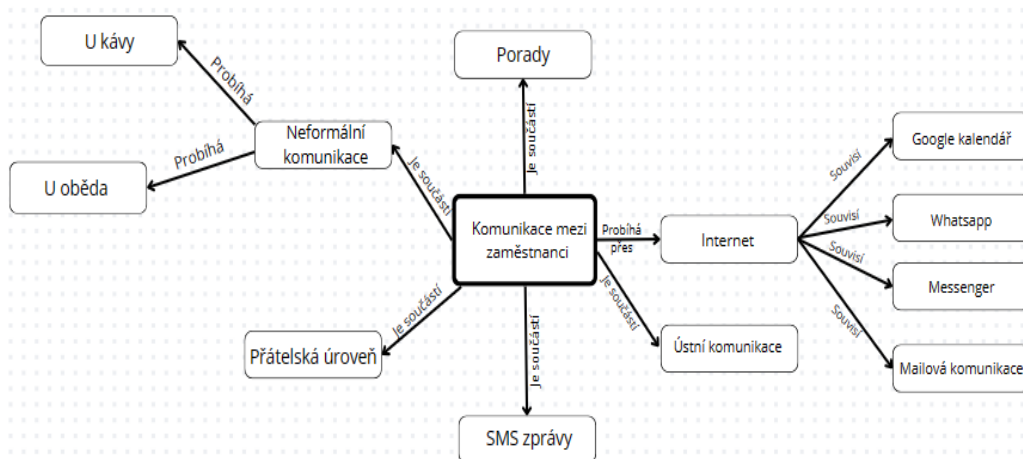 U kávy
Probíhá
Porady
Je součástí
Neformální
komunikace
Probíhá
U oběda
Je součástí
Google kalendář
Souvisí
Komunikace mezi
zaměstnanci
Probíhá
přes
Internet
Souvisí
Whatsapp
Souvisí
Messenger
Souvisí
Mailová komunikace
Je součástí
Ústní komunikace
Je součástí
Přátelská úroveň
Je součástí
SMS zprávy